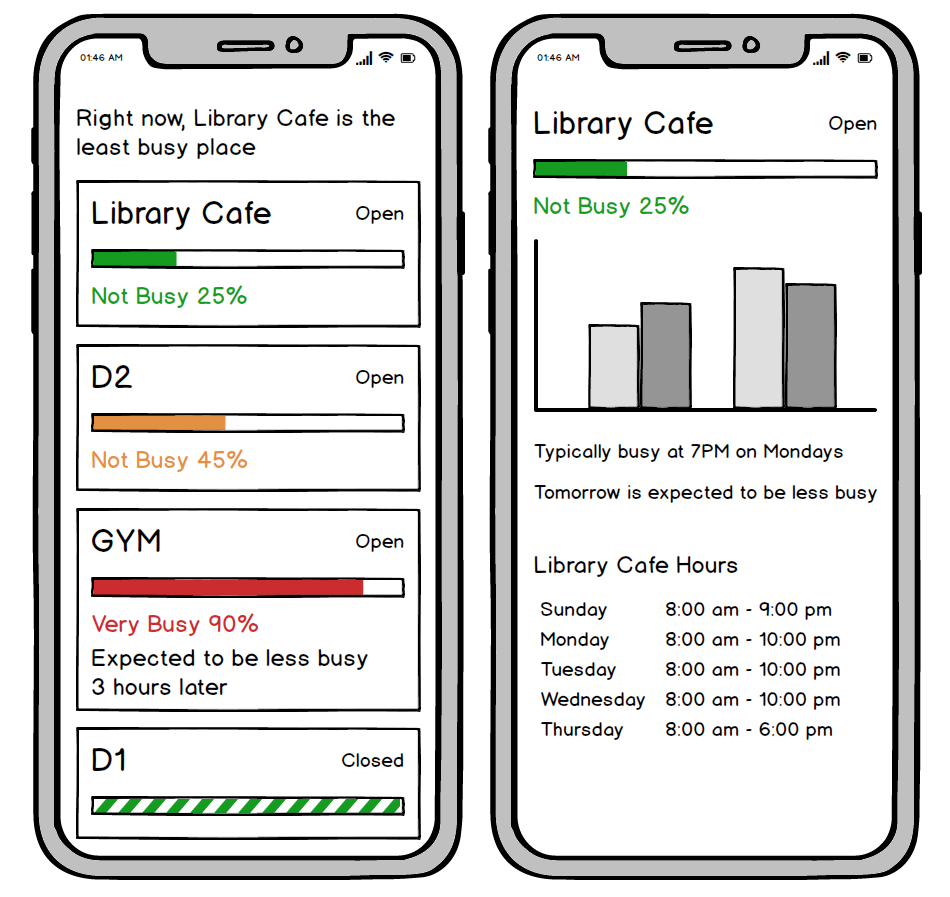 01:46 AM
Right now, Library Cafe is the
least busy place
Library Cafe
Open
Not Busy 25%
D2
Open
Not Busy 45%
GYM
Open
Very Busy 90%
Expected to be less busy
3 hours later
D1
Closed
01:46 AM
Library Cafe
Open
Not Busy 25%
Typically busy at 7PM on Mondays
Tomorrow is expected to be less busy
Library Cafe Hours
Sunday 8:00 am - 9:00 pm
Monday 8:00 am - 10:00 pm
Tuesday 8:00 am - 10:00 pm
Wednesday 8:00 am - 10:00 pm
Thursday 8:00 am - 6:00 pm